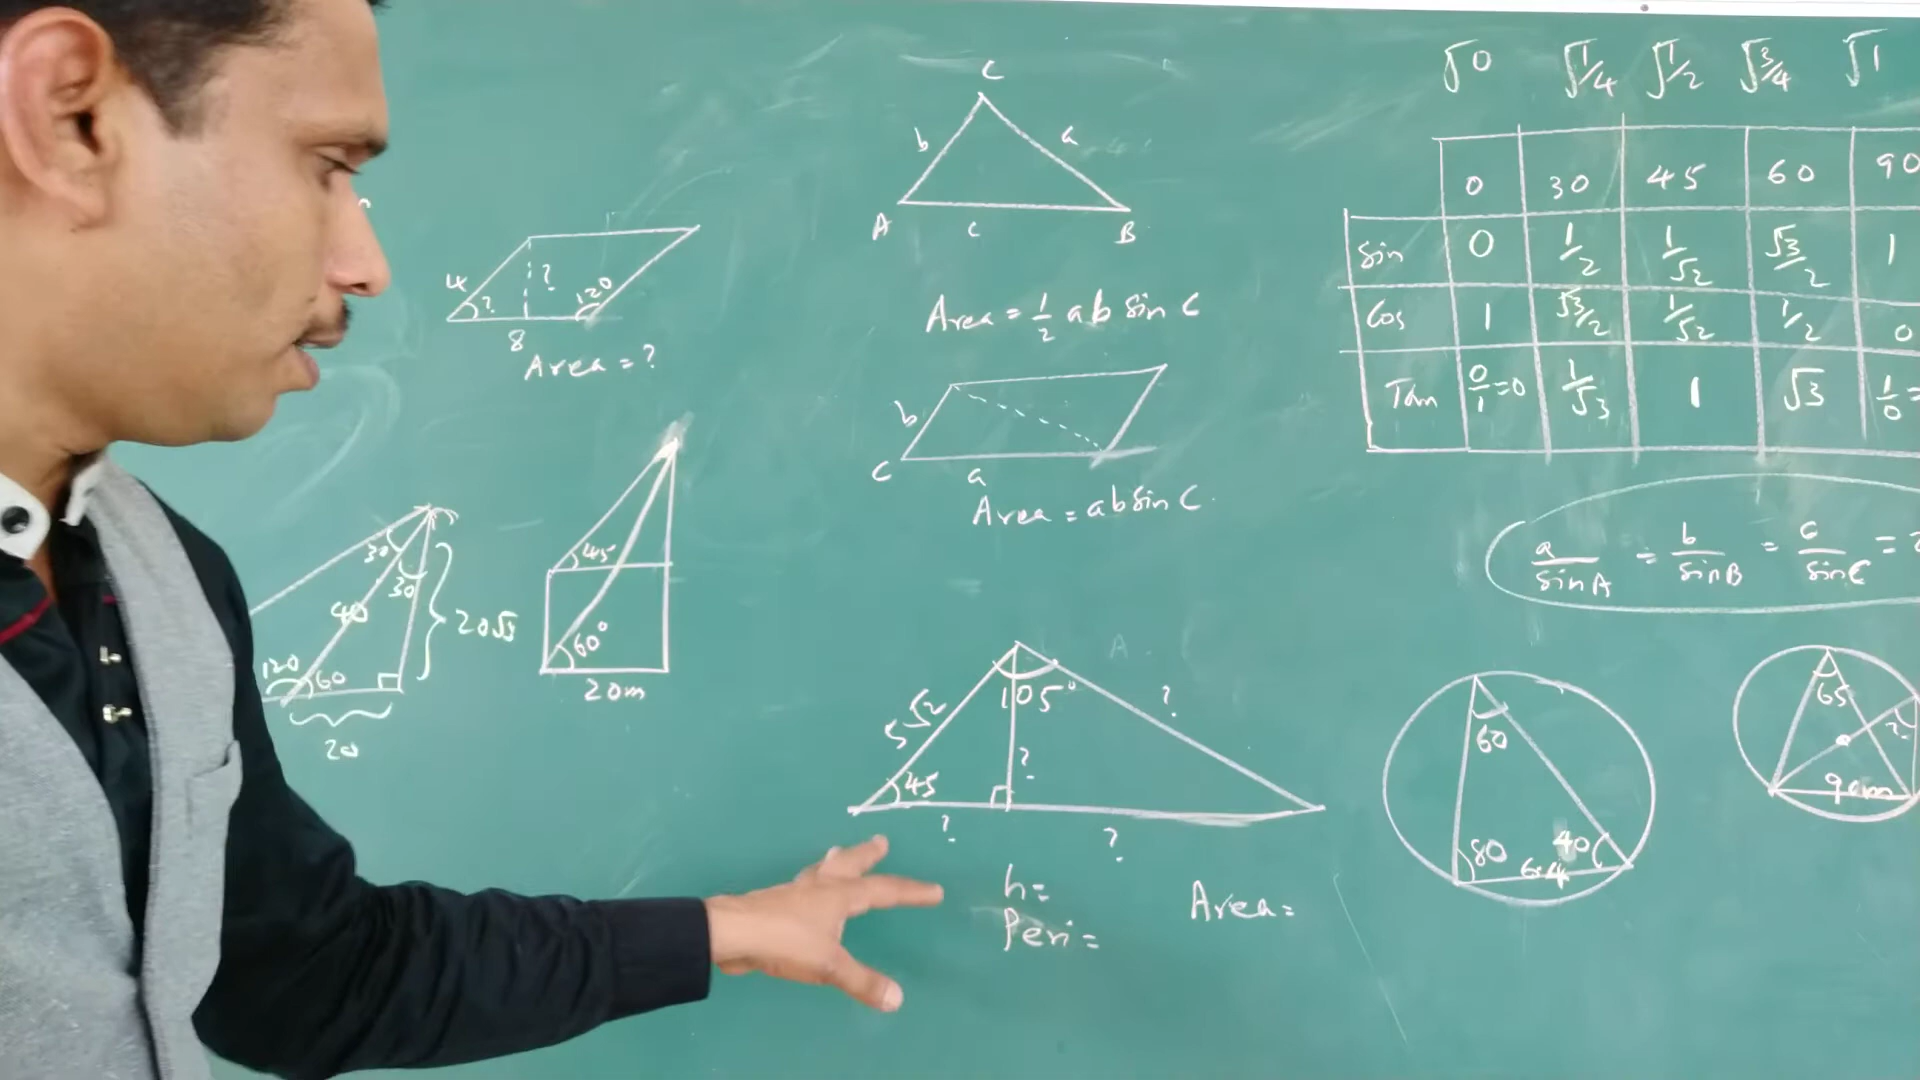 4
?
?
120
8
Area = ?
30
30
40
20√3
120
60
20
45
60°
20m
C
b
a
A
c
B
Area = 1/2 ab Sin C
b
C
a
Area = ab Sin C
√0 √1/4 √1/2 √3/4 √1
0 30 45 60 90
Sin 0 1/2 1/√2 √3/2 1
Cos 1 √3/2 1/√2 1/2 0
Tan 0/1=0 1/√3 1 √3 1/0=
a/sinA = b/sinB = c/sinC =
A
105°
5√2
?
?
45
?
?
h=
Peri=
Area=
60
80
40
65
?
9cm